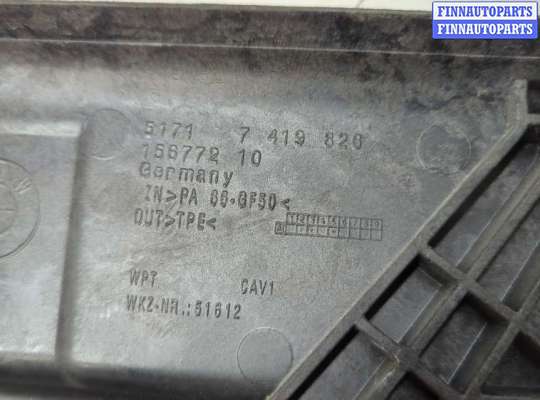 FINNAUTOPARTS
FINNAUTOPARTS
5171 7 419 820
156772 10
Germany
IN>PA 66-GF50<
OUT>TPE<
WPT CAV1
WKZ-NR.:51612